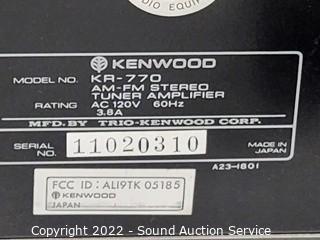 DIO EQUIP
KENWOOD
MODEL NO. KR-770
AM-FM STEREO
TUNER AMPLIFIER
RATING AC 120V 60Hz
3.8A
MFD. BY TRIO-KENWOOD CORP.
SERIAL NO. 11020310 MADE IN JAPAN
A23-1801
FCC ID : ALI9TK 05185
KENWOOD
JAPAN
Copyright 2022 - Sound Auction Service